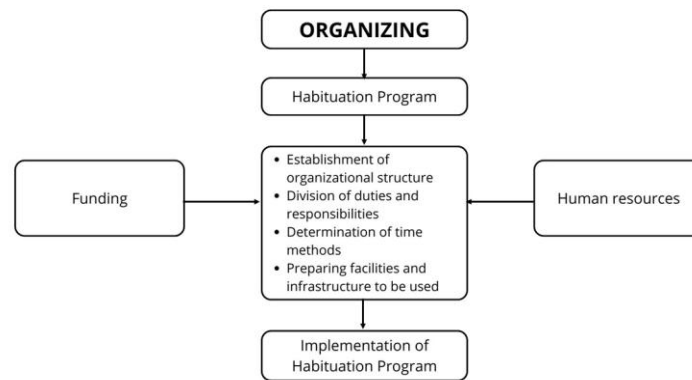 ORGANIZING
Habituation Program
Funding
• Establishment of
organizational structure
• Division of duties and
responsibilities
• Determination of time
methods
• Preparing facilities and
infrastructure to be used
Human resources
Implementation of
Habituation Program